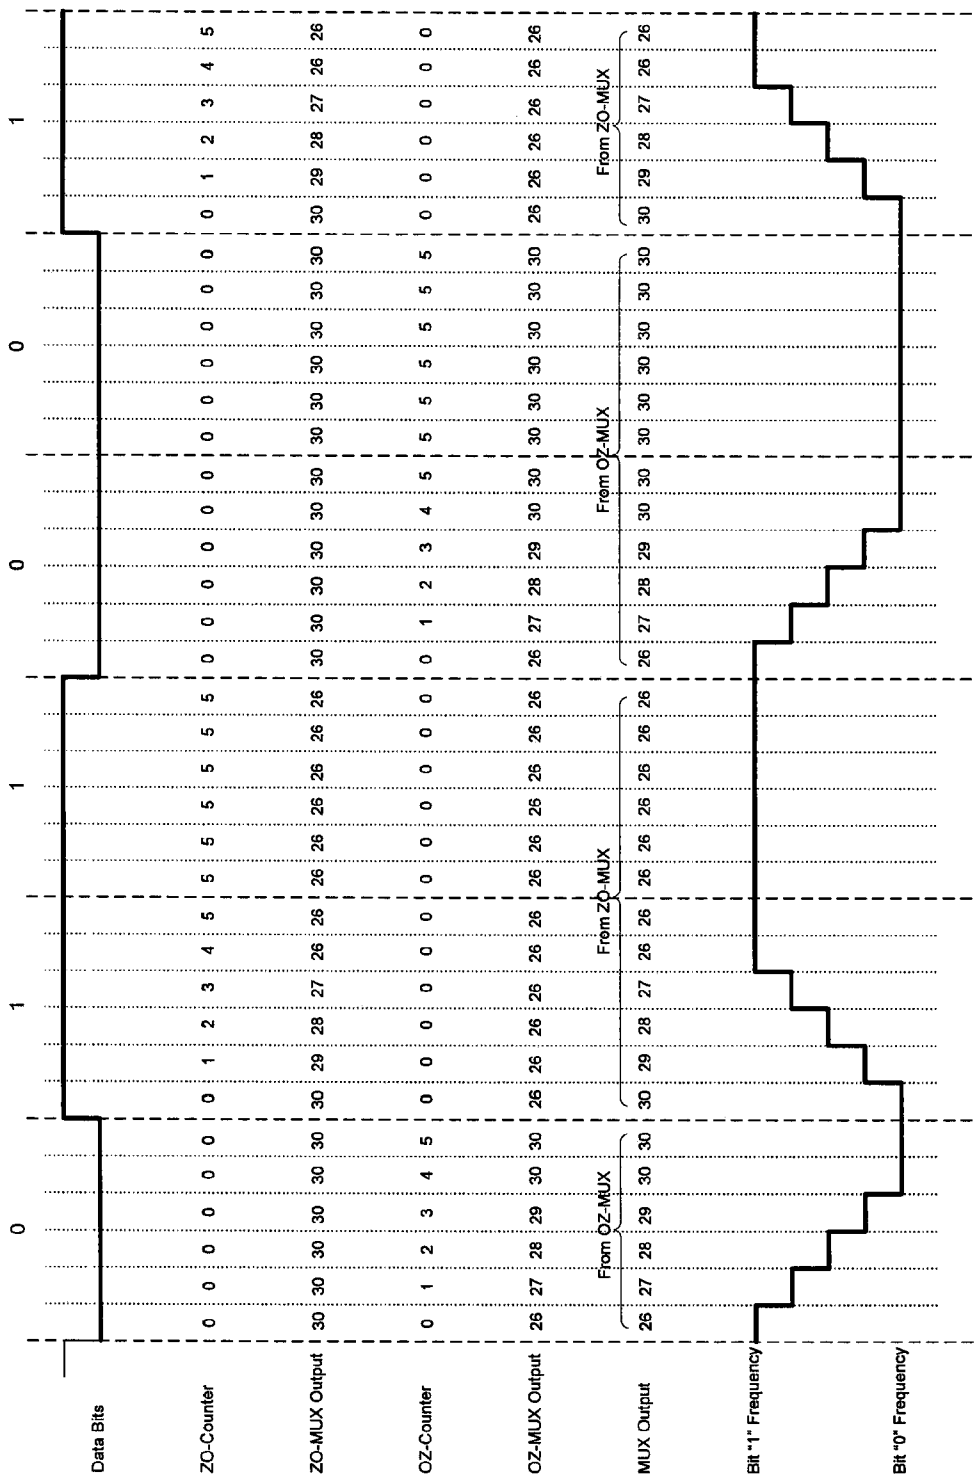 0 1 1 0 0 1
Data Bits
ZO-Counter 0 0 0 0 0 0 0 1 2 3 4 5 5 5 5 5 5 5 0 0 0 0 0 0 0 0 0 0 0 0 0 1 2 3 4 5
ZO-MUX Output 30 30 30 30 30 30 30 29 28 27 26 26 26 26 26 26 26 26 30 30 30 30 30 30 30 30 30 30 30 30 30 29 28 27 26 26
OZ-Counter 0 1 2 3 4 5 0 0 0 0 0 0 0 0 0 0 0 0 0 1 2 3 4 5 5 5 5 5 5 5 0 0 0 0 0 0
OZ-MUX Output 26 27 28 29 30 30 26 26 26 26 26 26 26 26 26 26 26 26 26 27 28 29 30 30 30 30 30 30 30 30 26 26 26 26 26 26
From OZ-MUX From ZO-MUX From OZ-MUX From ZO-MUX
MUX Output 26 27 28 29 30 30 30 29 28 27 26 26 26 26 26 26 26 26 26 27 28 29 30 30 30 30 30 30 30 30 30 29 28 27 26 26
Bit "1" Frequency
Bit "0" Frequency